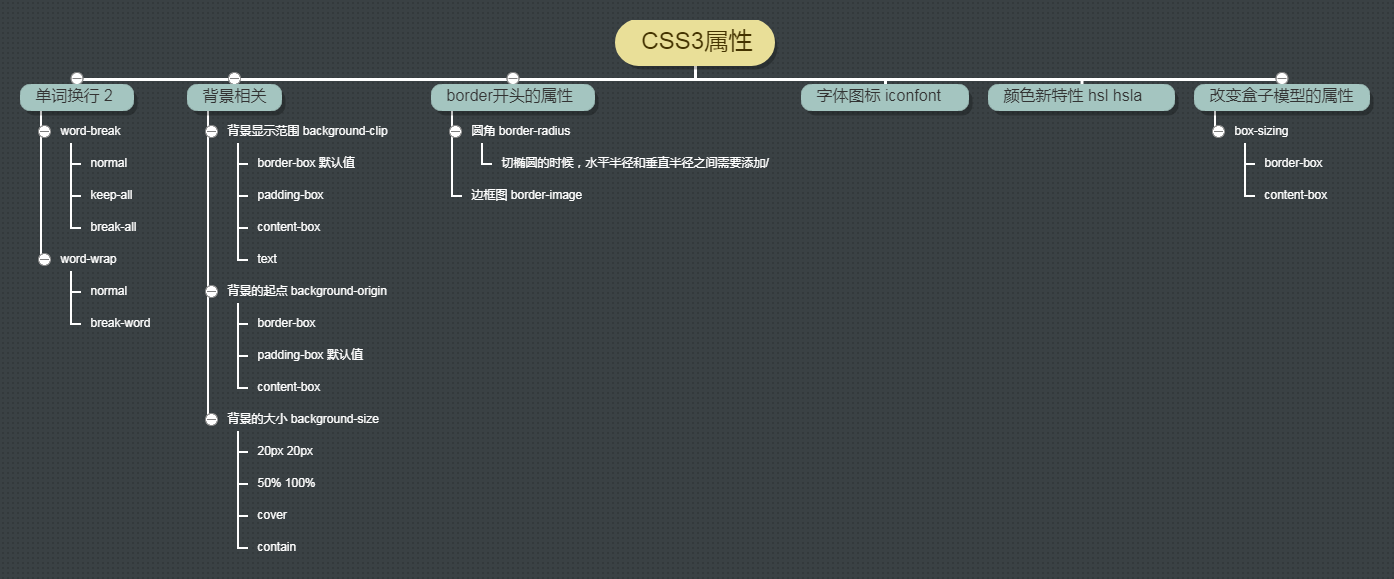 CSS3属性
单词换行 2
word-break
normal
keep-all
break-all
word-wrap
normal
break-word
背景相关
背景显示范围 background-clip
border-box 默认值
padding-box
content-box
text
背景的起点 background-origin
border-box
padding-box 默认值
content-box
背景的大小 background-size
20px 20px
50% 100%
cover
contain
border开头的属性
圆角 border-radius
切椭圆的时候，水平半径和垂直半径之间需要添加/
边框图 border-image
字体图标 iconfont
颜色新特性 hsl hsla
改变盒子模型的属性
box-sizing
border-box
content-box